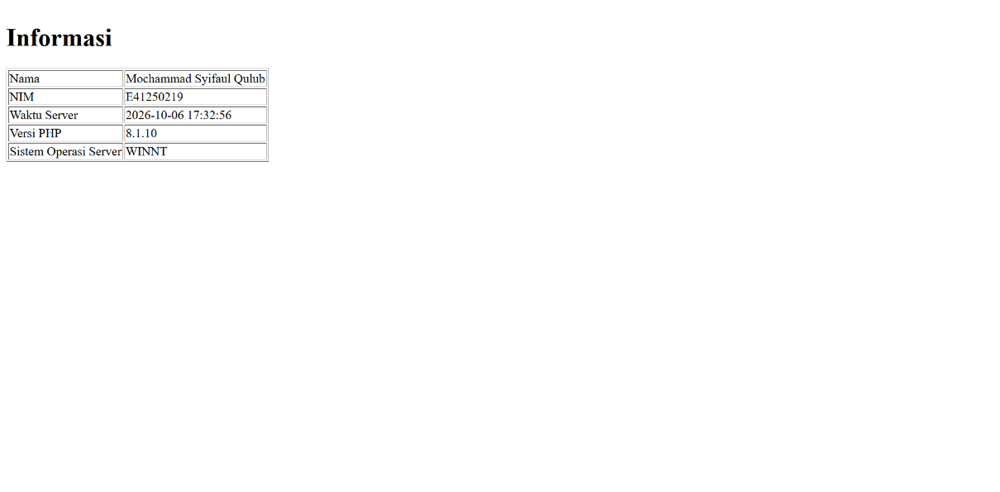 Informasi
Nama Mochammad Syifaul Qulub
NIM E41250219
Waktu Server 2026-10-06 17:32:56
Versi PHP 8.1.10
Sistem Operasi Server WINNT